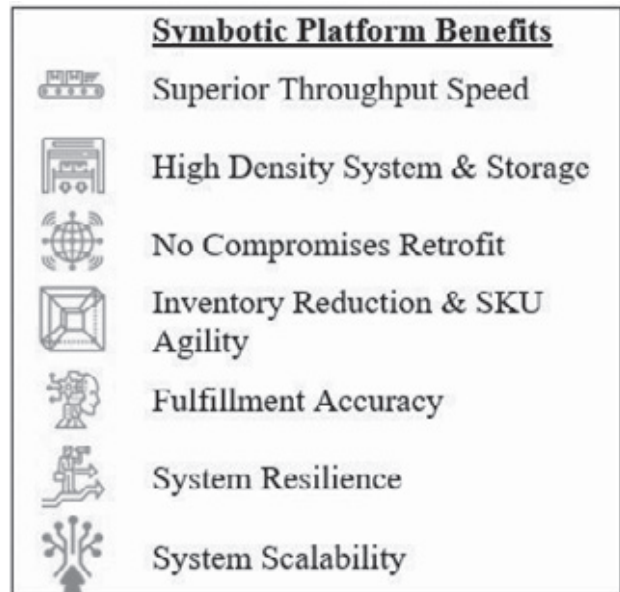 Symbotic Platform Benefits
Superior Throughput Speed
High Density System & Storage
No Compromises Retrofit
Inventory Reduction & SKU
Agility
Fulfillment Accuracy
System Resilience
System Scalability